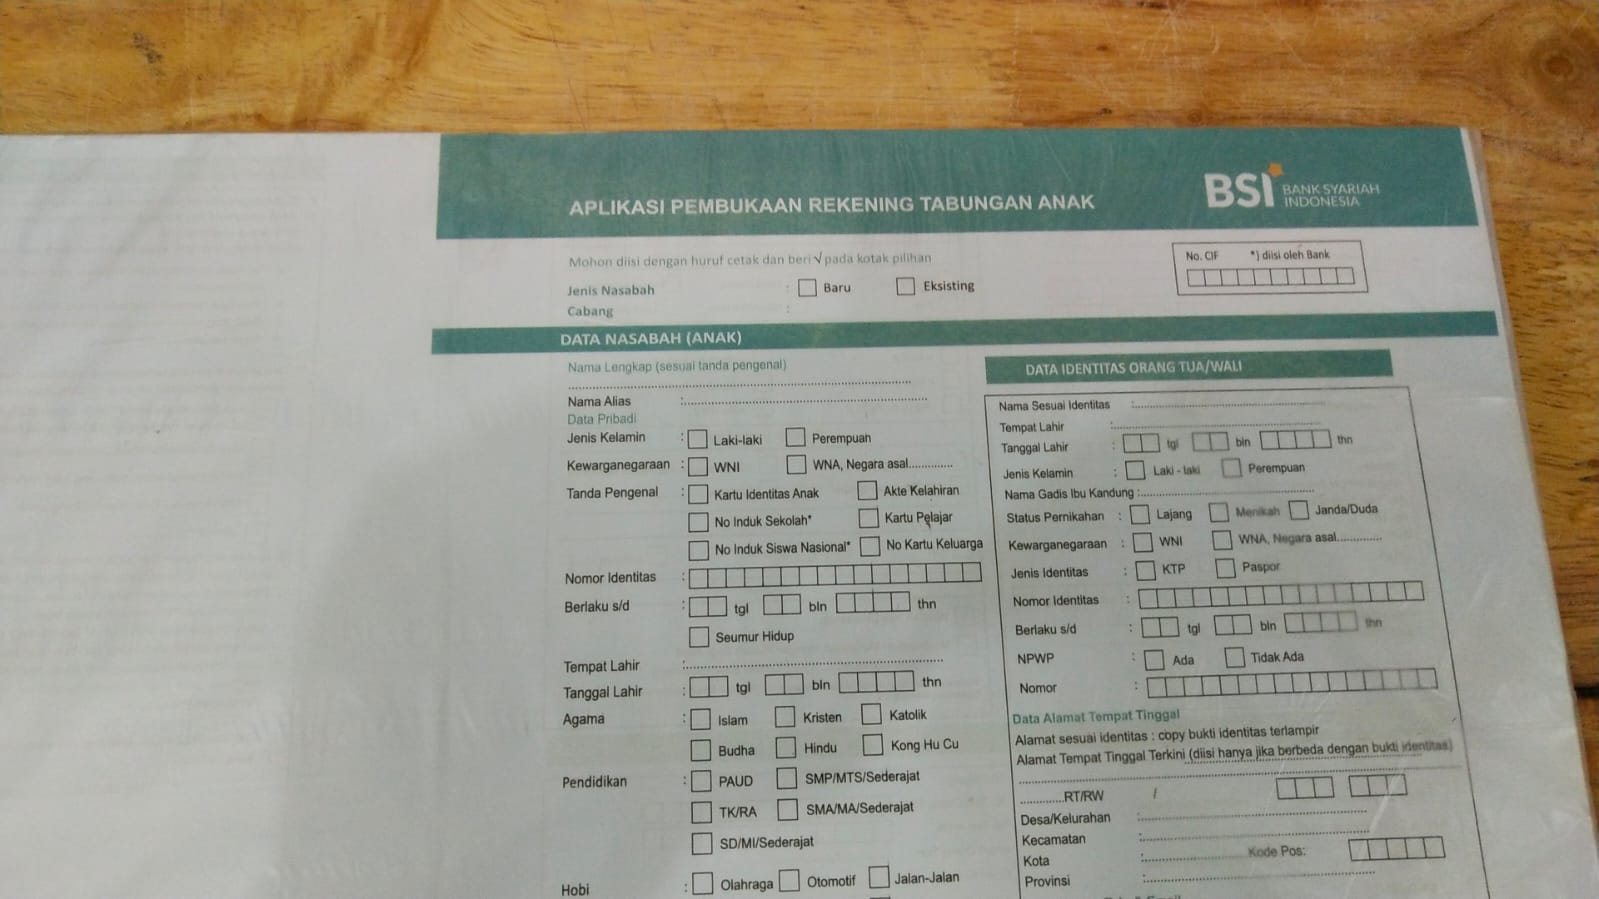 APLIKASI PEMBUKAAN REKENING TABUNGAN ANAK
BSI BANK SYARIAH
INDONESIA
Mohon diisi dengan huruf cetak dan beri √ pada kotak pilihan
No. CIF *) diisi oleh Bank
Jenis Nasabah : Baru Eksisting
Cabang :
DATA NASABAH (ANAK)
Nama Lengkap (sesuai tanda pengenal)
Nama Alias :
Data Pribadi
Jenis Kelamin : Laki-laki Perempuan
Kewarganegaraan : WNI WNA, Negara asal.............
Tanda Pengenal : Kartu Identitas Anak Akte Kelahiran
No Induk Sekolah* Kartu Pelajar
No Induk Siswa Nasional* No Kartu Keluarga
Nomor Identitas :
Berlaku s/d : tgl bln thn
Seumur Hidup
Tempat Lahir :
Tanggal Lahir : tgl bln thn
Agama : Islam Kristen Katolik
Budha Hindu Kong Hu Cu
Pendidikan : PAUD SMP/MTS/Sederajat
TK/RA SMA/MA/Sederajat
SD/MI/Sederajat
Hobi : Olahraga Otomotif Jalan-Jalan
DATA IDENTITAS ORANG TUA/WALI
Nama Sesuai Identitas :
Tempat Lahir :
Tanggal Lahir : tgl bln thn
Jenis Kelamin : Laki - laki Perempuan
Nama Gadis Ibu Kandung :
Status Pernikahan : Lajang Menikah Janda/Duda
Kewarganegaraan : WNI WNA, Negara asal.............
Jenis Identitas : KTP Paspor
Nomor Identitas :
Berlaku s/d : tgl bln thn
NPWP : Ada Tidak Ada
Nomor :
Data Alamat Tempat Tinggal
Alamat sesuai identitas : copy bukti identitas terlampir
Alamat Tempat Tinggal Terkini (diisi hanya jika berbeda dengan bukti identitas)
............RT/RW /
Desa/Kelurahan :
Kecamatan :
Kota : Kode Pos:
Provinsi :